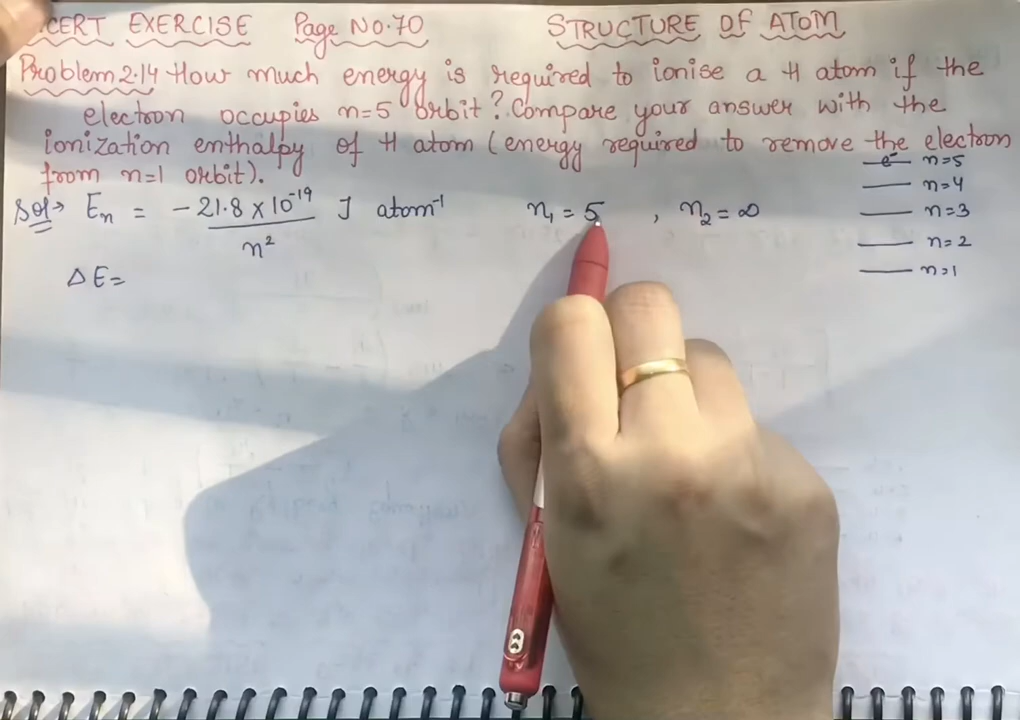 CERT EXERCISE Page No.70 STRUCTURE OF ATOM
Problem 2.14 How much energy is required to ionise a H atom if the
electron occupies n=5 orbit? Compare your answer with the
ionization enthalpy of H atom (energy required to remove the electron
from n=1 orbit).
e⁻ n=5
n=4
n=3
n=2
n=1
Sol→ En = -21.8 × 10⁻¹⁹ / n² J atom⁻¹ n₁ = 5 , n₂ = ∞
ΔE=